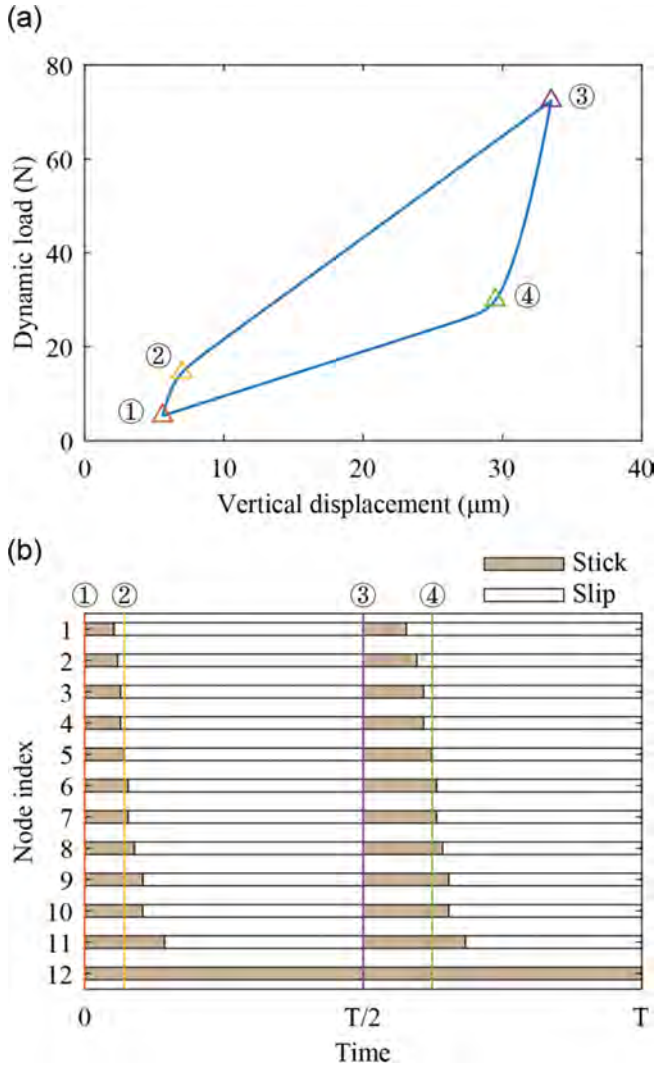 (a)
80
60
40
20
0
Dynamic load (N)
①
②
③
④
0 10 20 30 40
Vertical displacement (μm)
(b)
Stick
Slip
① ② ③ ④
1
2
3
4
5
6
7
8
9
10
11
12
Node index
0 T/2 T
Time